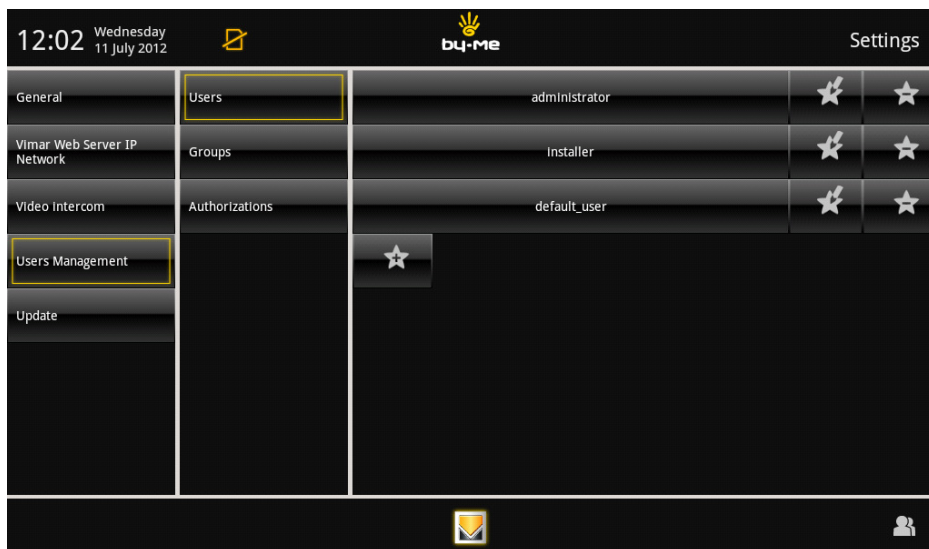 12:02
Wednesday
11 July 2012
by-me
Settings
General
Vimar Web Server IP
Network
Video Intercom
Users Management
Update
Users
Groups
Authorizations
administrator
installer
default_user